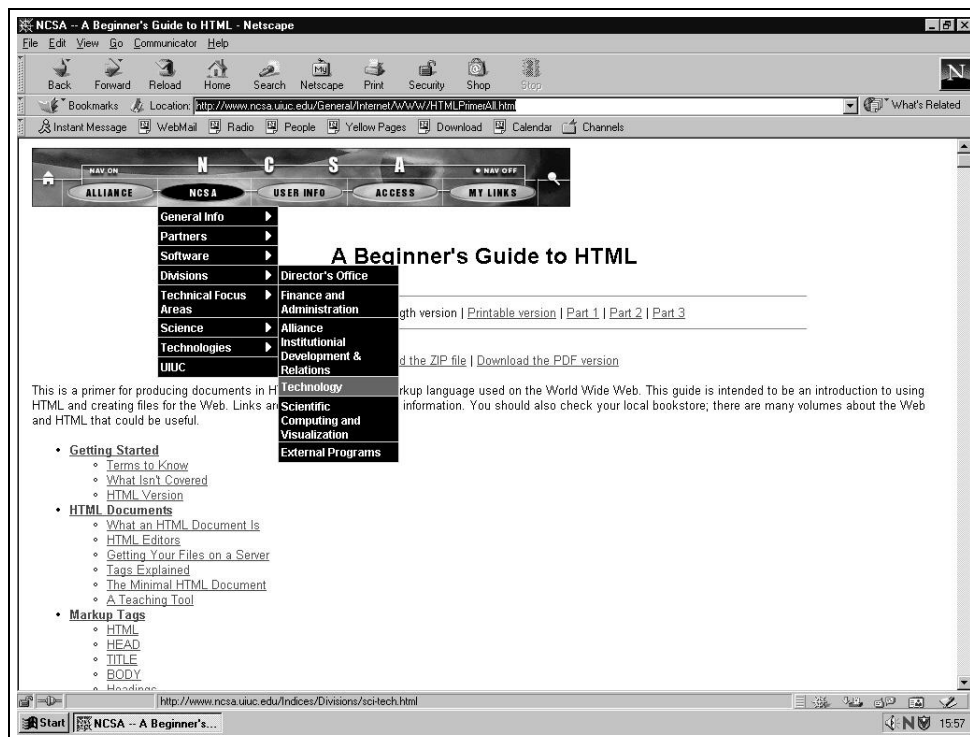 NCSA -- A Beginner's Guide to HTML - Netscape
File Edit View Go Communicator Help
Back Forward Reload Home Search Netscape Print Security Shop Stop
Bookmarks Location: http://www.ncsa.uiuc.edu/General/Internet/WWW/HTMLPrimerAll.html What's Related
Instant Message WebMail Radio People Yellow Pages Download Calendar Channels
N C S A
NAV ON NAV OFF
ALLIANCE NCSA USER INFO ACCESS MY LINKS
General Info
Partners
Software
Divisions
Technical Focus
Areas
Science
Technologies
UIUC
Director's Office
Finance and
Administration
Alliance
Institutionial
Development &
Relations
Technology
Scientific
Computing and
Visualization
External Programs
A Beginner's Guide to HTML
gth version | Printable version | Part 1 | Part 2 | Part 3
d the ZIP file | Download the PDF version
This is a primer for producing documents in H rkup language used on the World Wide Web. This guide is intended to be an introduction to using
HTML and creating files for the Web. Links ar information. You should also check your local bookstore; there are many volumes about the Web
and HTML that could be useful.
• Getting Started
Terms to Know
What Isn't Covered
HTML Version
• HTML Documents
What an HTML Document Is
HTML Editors
Getting Your Files on a Server
Tags Explained
The Minimal HTML Document
A Teaching Tool
• Markup Tags
HTML
HEAD
TITLE
BODY
Headings
http://www.ncsa.uiuc.edu/Indices/Divisions/sci-tech.html
Start NCSA -- A Beginner's... N 15:57